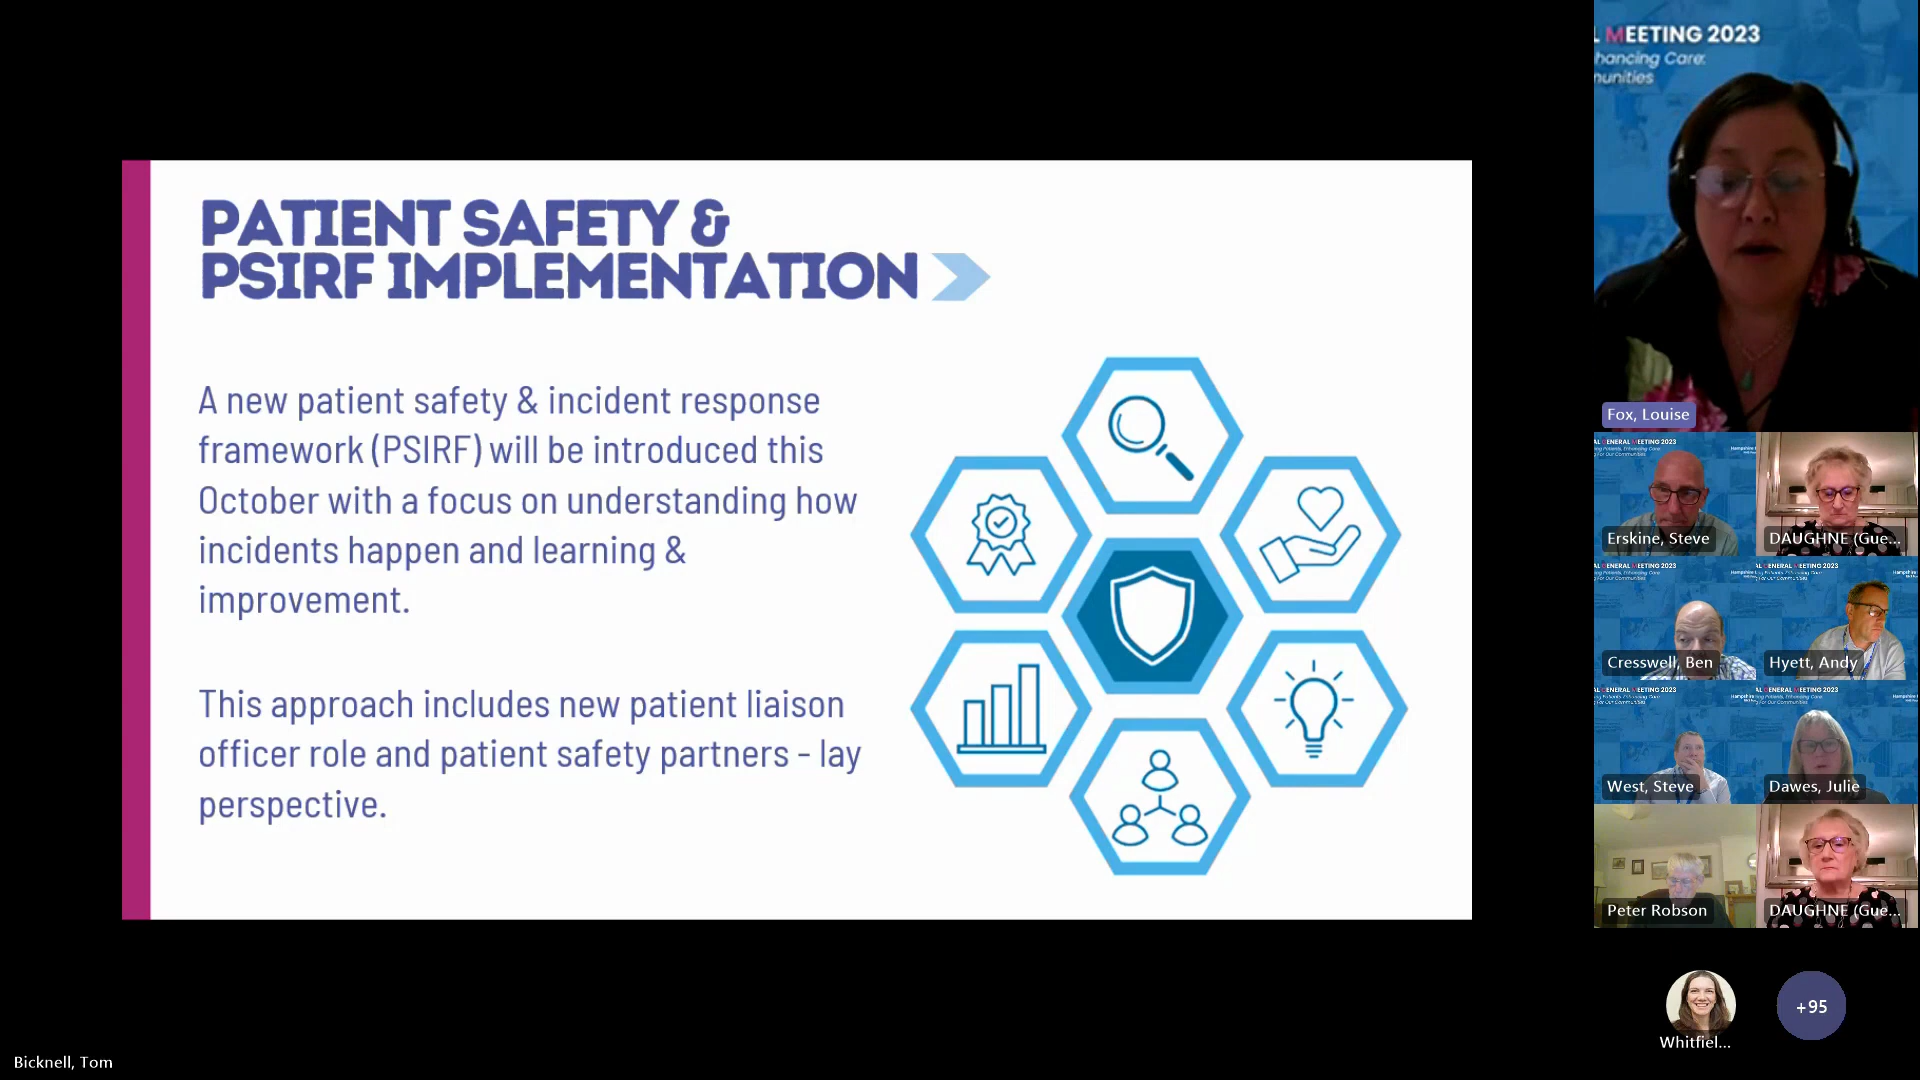 PATIENT SAFETY &
PSIRF IMPLEMENTATION
A new patient safety & incident response
framework (PSIRF) will be introduced this
October with a focus on understanding how
incidents happen and learning &
improvement.
This approach includes new patient liaison
officer role and patient safety partners - lay
perspective.
L MEETING 2023
hancing Care:
munities
Fox, Louise
Erskine, Steve
DAUGHNE (Gue...
Cresswell, Ben
Hyett, Andy
West, Steve
Dawes, Julie
Peter Robson
DAUGHNE (Gue...
Whitfiel...
+95
Bicknell, Tom